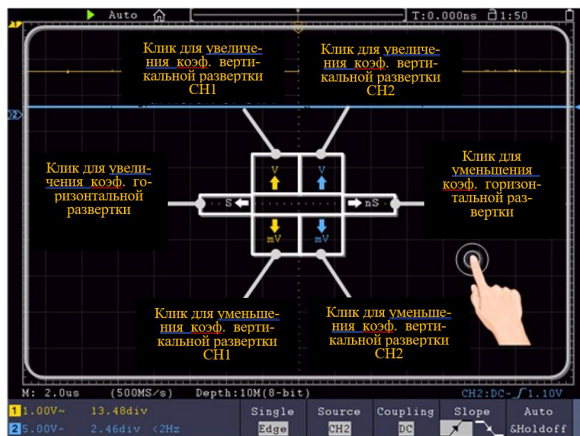 Auto
T:0.000ns
1:50
Клик для увеличе-
ния коэф. верти-
кальной развертки
CH1
Клик для увеличе-
ния коэф. верти-
кальной развертки
CH2
Клик для увели-
чения коэф. го-
ризонтальной
развертки
Клик для
уменьшения
коэф. горизон-
тальной раз-
вертки
V
V
S
nS
mV
mV
Клик для уменьше-
ния коэф. верти-
кальной развертки
CH1
Клик для уменьше-
ния коэф. верти-
кальной развертки
CH2
M: 2.0us (500MS/s) Depth:10M(8-bit) CH2:DC- 1.10V
1 1.00V~ 13.48div
2 5.00V- 2.46div <2Hz
Single Source Coupling Slope Auto
Edge CH2 DC &Holdoff